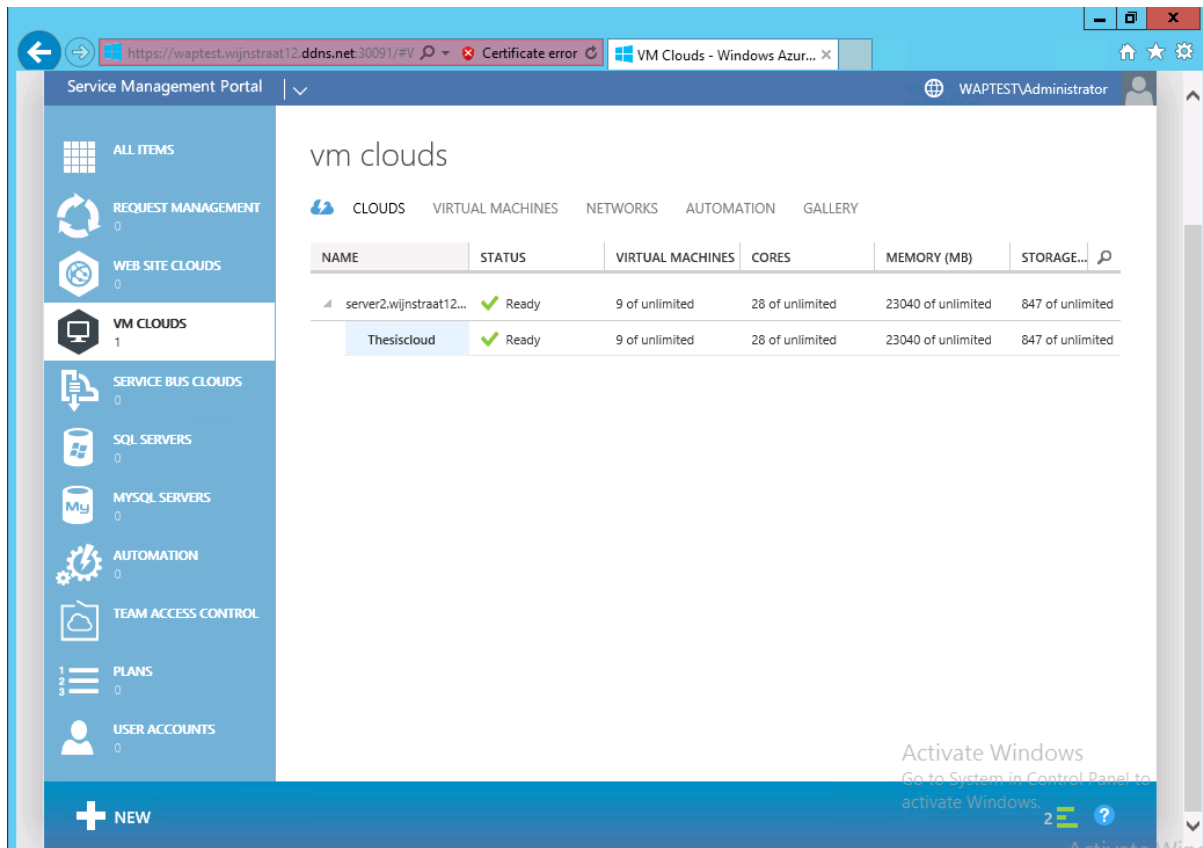 https://waptest.wijnstraat12.ddns.net:30091/#V
Certificate error
VM Clouds - Windows Azur...
Service Management Portal
WAPTEST\Administrator
ALL ITEMS
REQUEST MANAGEMENT
0
WEB SITE CLOUDS
0
VM CLOUDS
1
SERVICE BUS CLOUDS
0
SQL SERVERS
0
My
MYSQL SERVERS
0
AUTOMATION
0
TEAM ACCESS CONTROL
1
2
3
PLANS
0
USER ACCOUNTS
0
vm clouds
CLOUDS VIRTUAL MACHINES NETWORKS AUTOMATION GALLERY
NAME STATUS VIRTUAL MACHINES CORES MEMORY (MB) STORAGE...
server2.wijnstraat12... Ready 9 of unlimited 28 of unlimited 23040 of unlimited 847 of unlimited
Thesiscloud Ready 9 of unlimited 28 of unlimited 23040 of unlimited 847 of unlimited
Activate Windows
Go to System in Control Panel to
activate Windows.
NEW
2
?